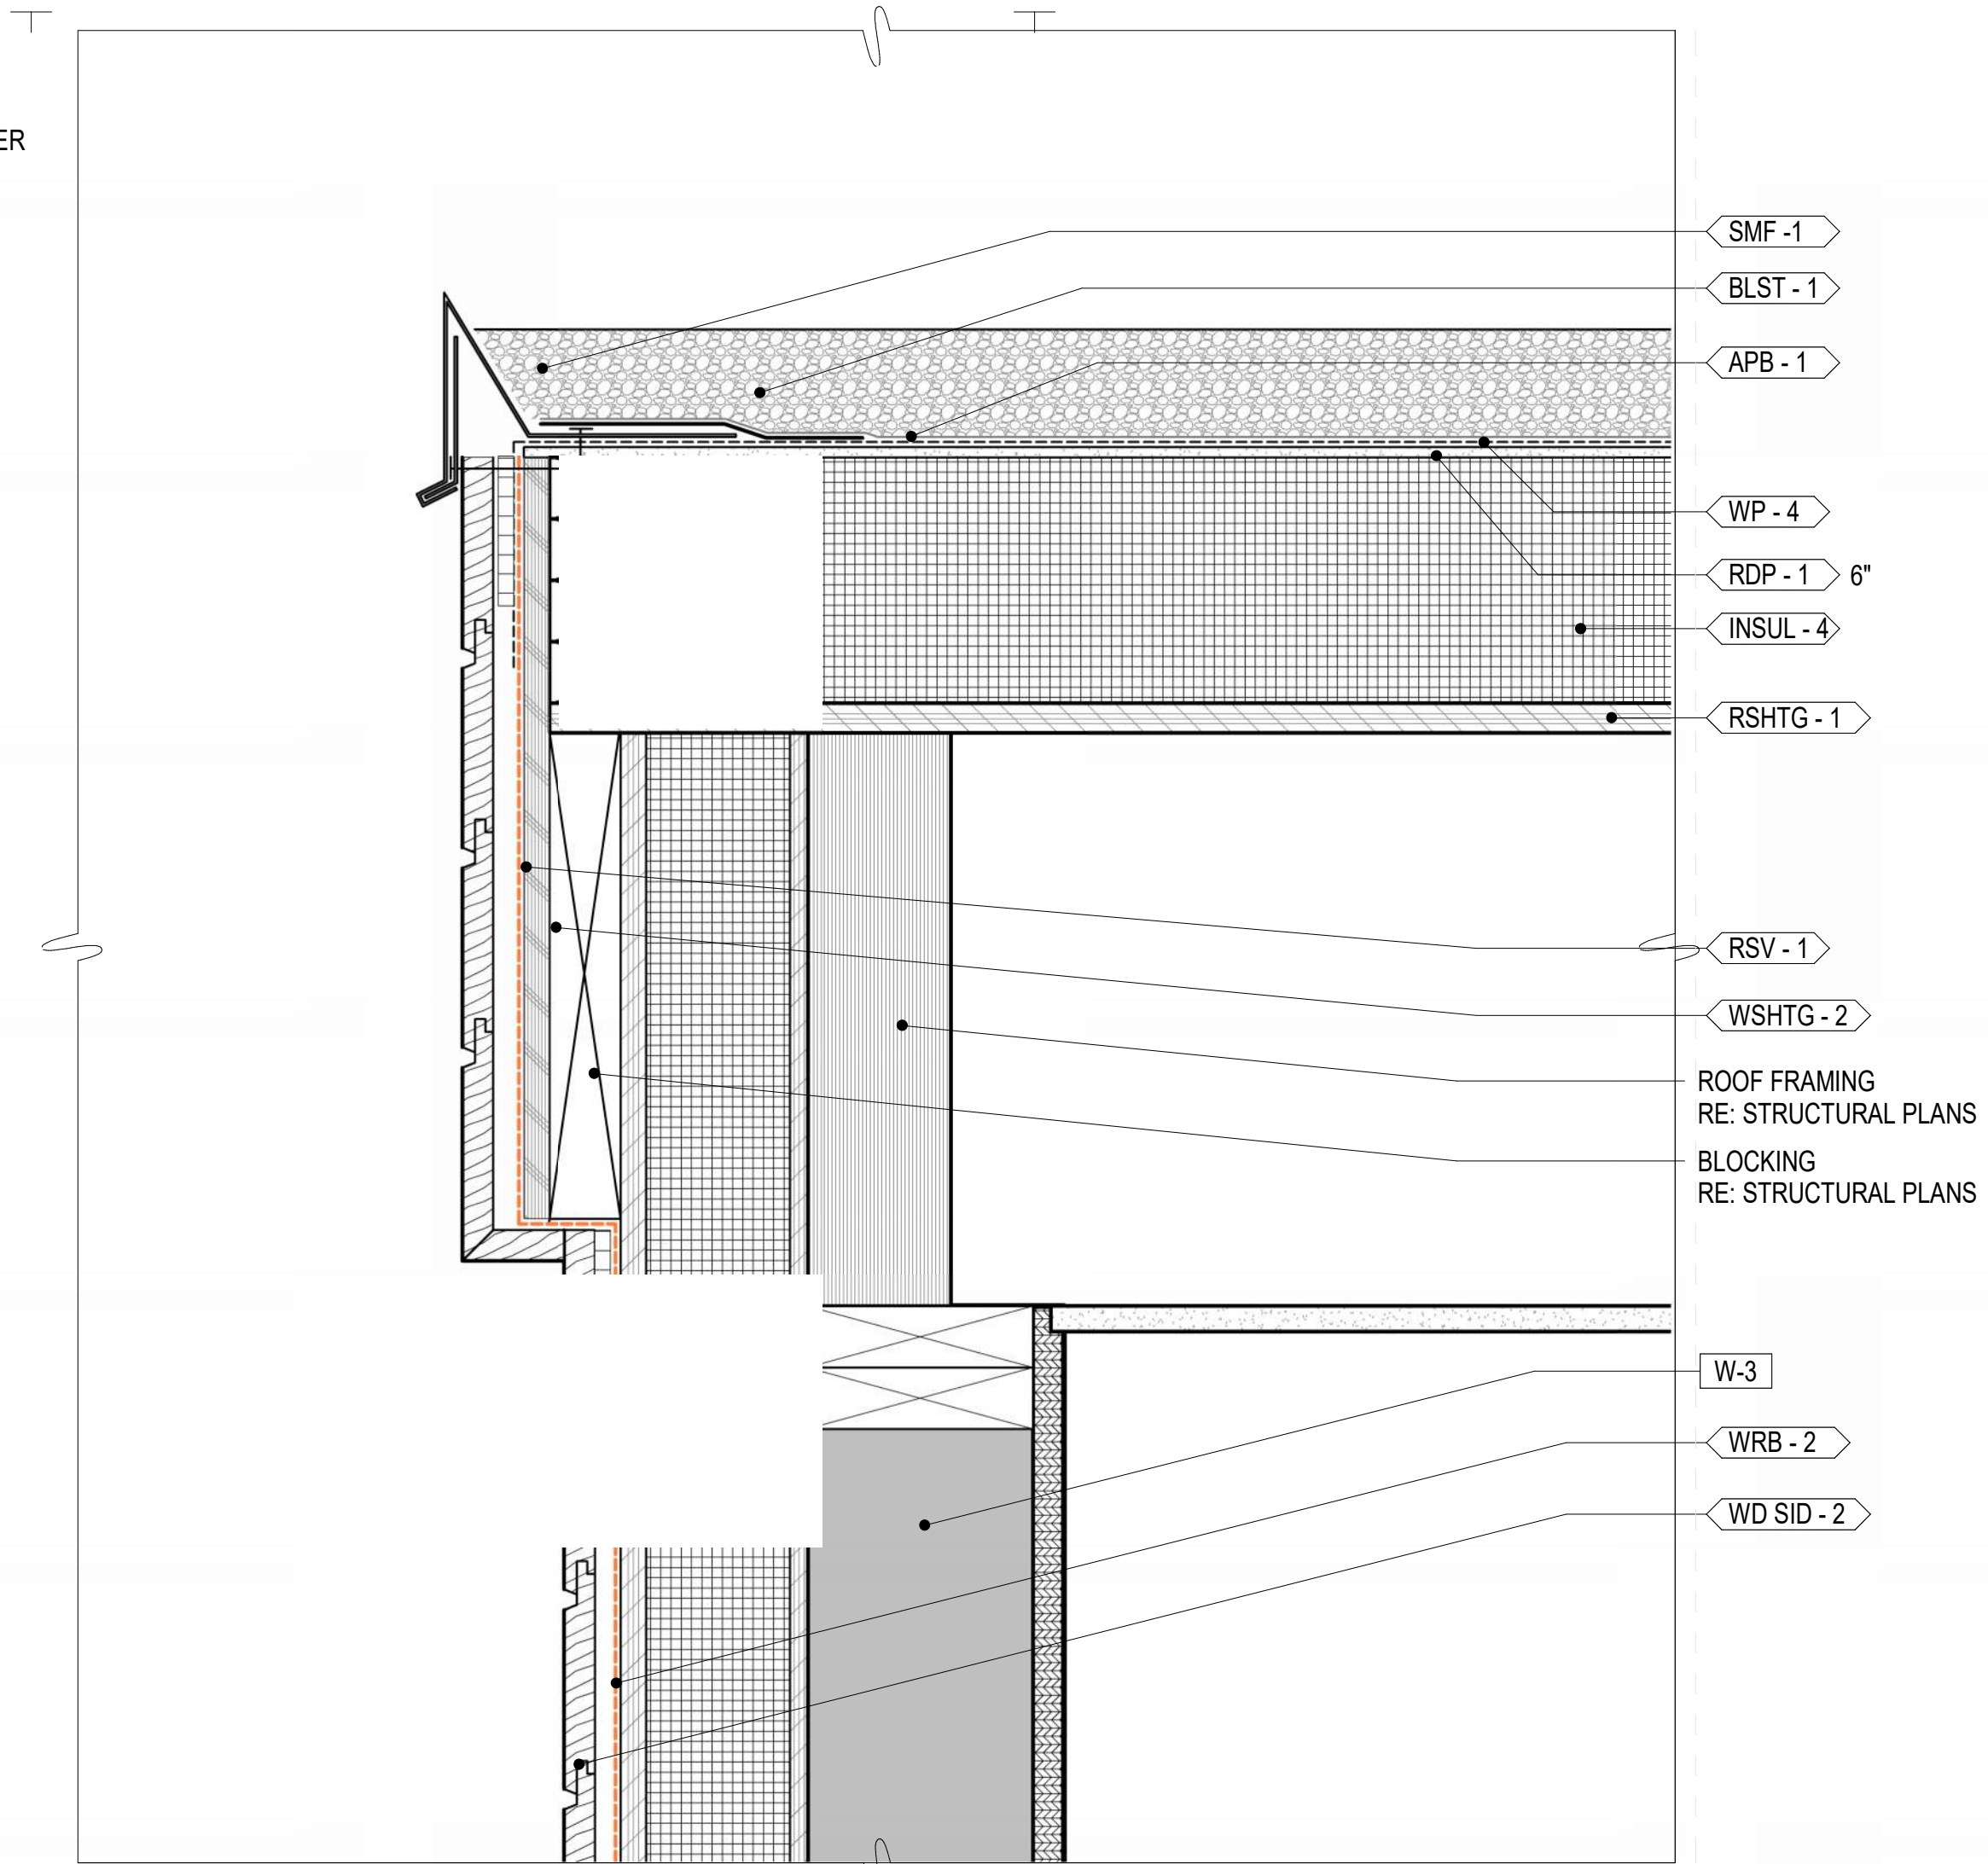 ER
SMF -1
BLST - 1
APB - 1
WP - 4
RDP - 1 6"
INSUL - 4
RSHTG - 1
RSV - 1
WSHTG - 2
ROOF FRAMING
RE: STRUCTURAL PLANS
BLOCKING
RE: STRUCTURAL PLANS
W-3
WRB - 2
WD SID - 2